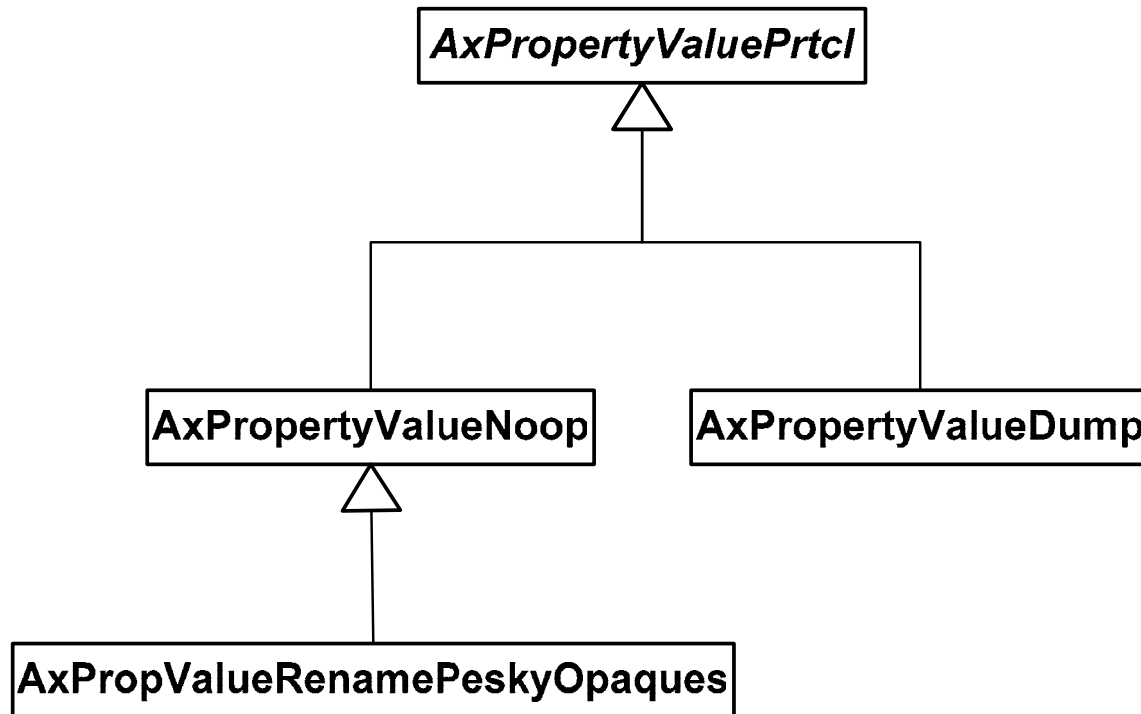 AxPropertyValuePrtcl
AxPropertyValueNoop
AxPropertyValueDump
AxPropValueRenamePeskyOpaques